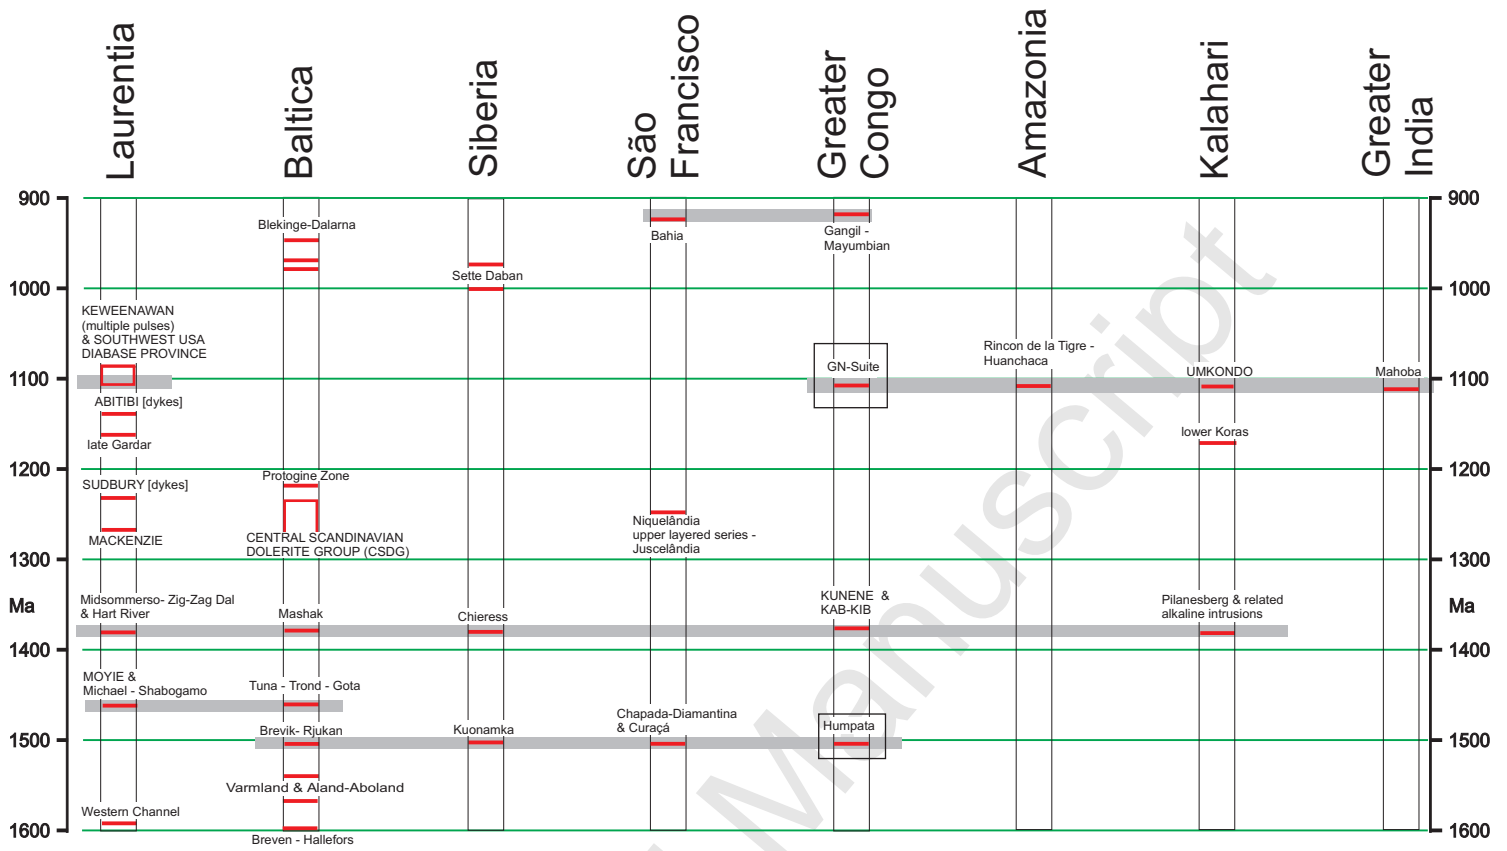 Laurentia
Baltica
Siberia
São
Francisco
Greater
Congo
Amazonia
Kalahari
Greater
India
900
900
Blekinge-Dalarna
Bahia
Gangil -
Mayumbian
Sette Daban
1000
1000
KEWEENAWAN
(multiple pulses)
& SOUTHWEST USA
DIABASE PROVINCE
Rincon de la Tigre -
Huanchaca
GN-Suite
UMKONDO
Mahoba
1100
1100
ABITIBI [dykes]
late Gardar
lower Koras
1200
1200
SUDBURY [dykes]
Protogine Zone
MACKENZIE
CENTRAL SCANDINAVIAN
DOLERITE GROUP (CSDG)
Niquelândia
upper layered series -
Juscelândia
1300
1300
Ma
Ma
Midsommerso- Zig-Zag Dal
& Hart River
Mashak
Chieress
KUNENE &
KAB-KIB
Pilanesberg & related
alkaline intrusions
1400
1400
MOYIE &
Michael - Shabogamo
Tuna - Trond - Gota
Brevik- Rjukan
Kuonamka
Chapada-Diamantina
& Curaçá
Humpata
1500
1500
Varmland & Aland-Aboland
Western Channel
1600
1600
Breven - Hallefors
Manuscript